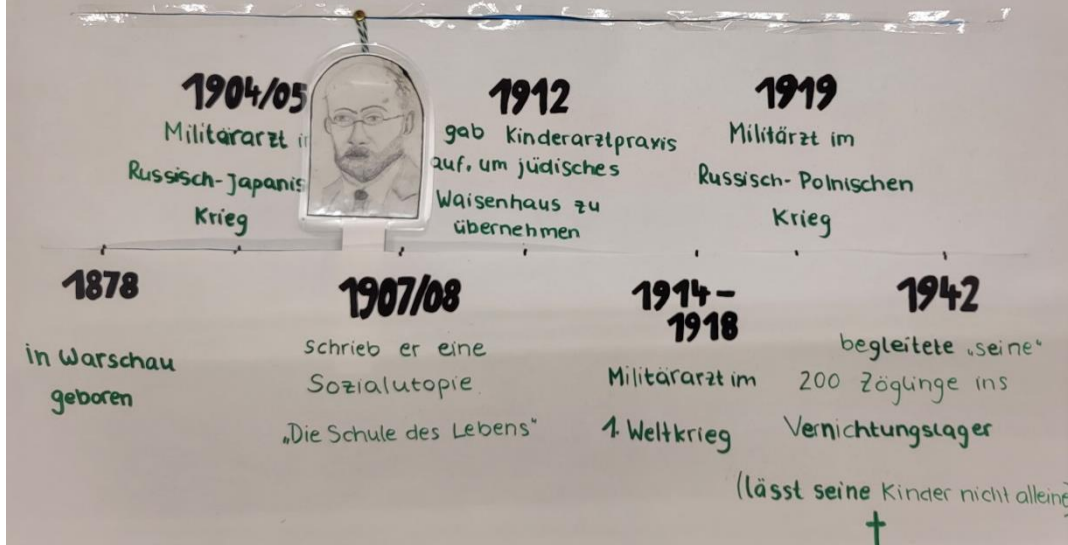 1904/05
Militärarzt i
Russisch-Japanis
Krieg
1912
gab Kinderarztpraxis
auf, um jüdisches
Waisenhaus zu
übernehmen
1919
Militärzt im
Russisch-Polnischen
Krieg
1878
in Warschau
geboren
1907/08
schrieb er eine
Sozialutopie.
„Die Schule des Lebens"
1914-
1918
Militärarzt im
1. Weltkrieg
1942
begleitete „seine"
200 Zöglinge ins
Vernichtungslager
(lässt seine Kinder nicht alleine)